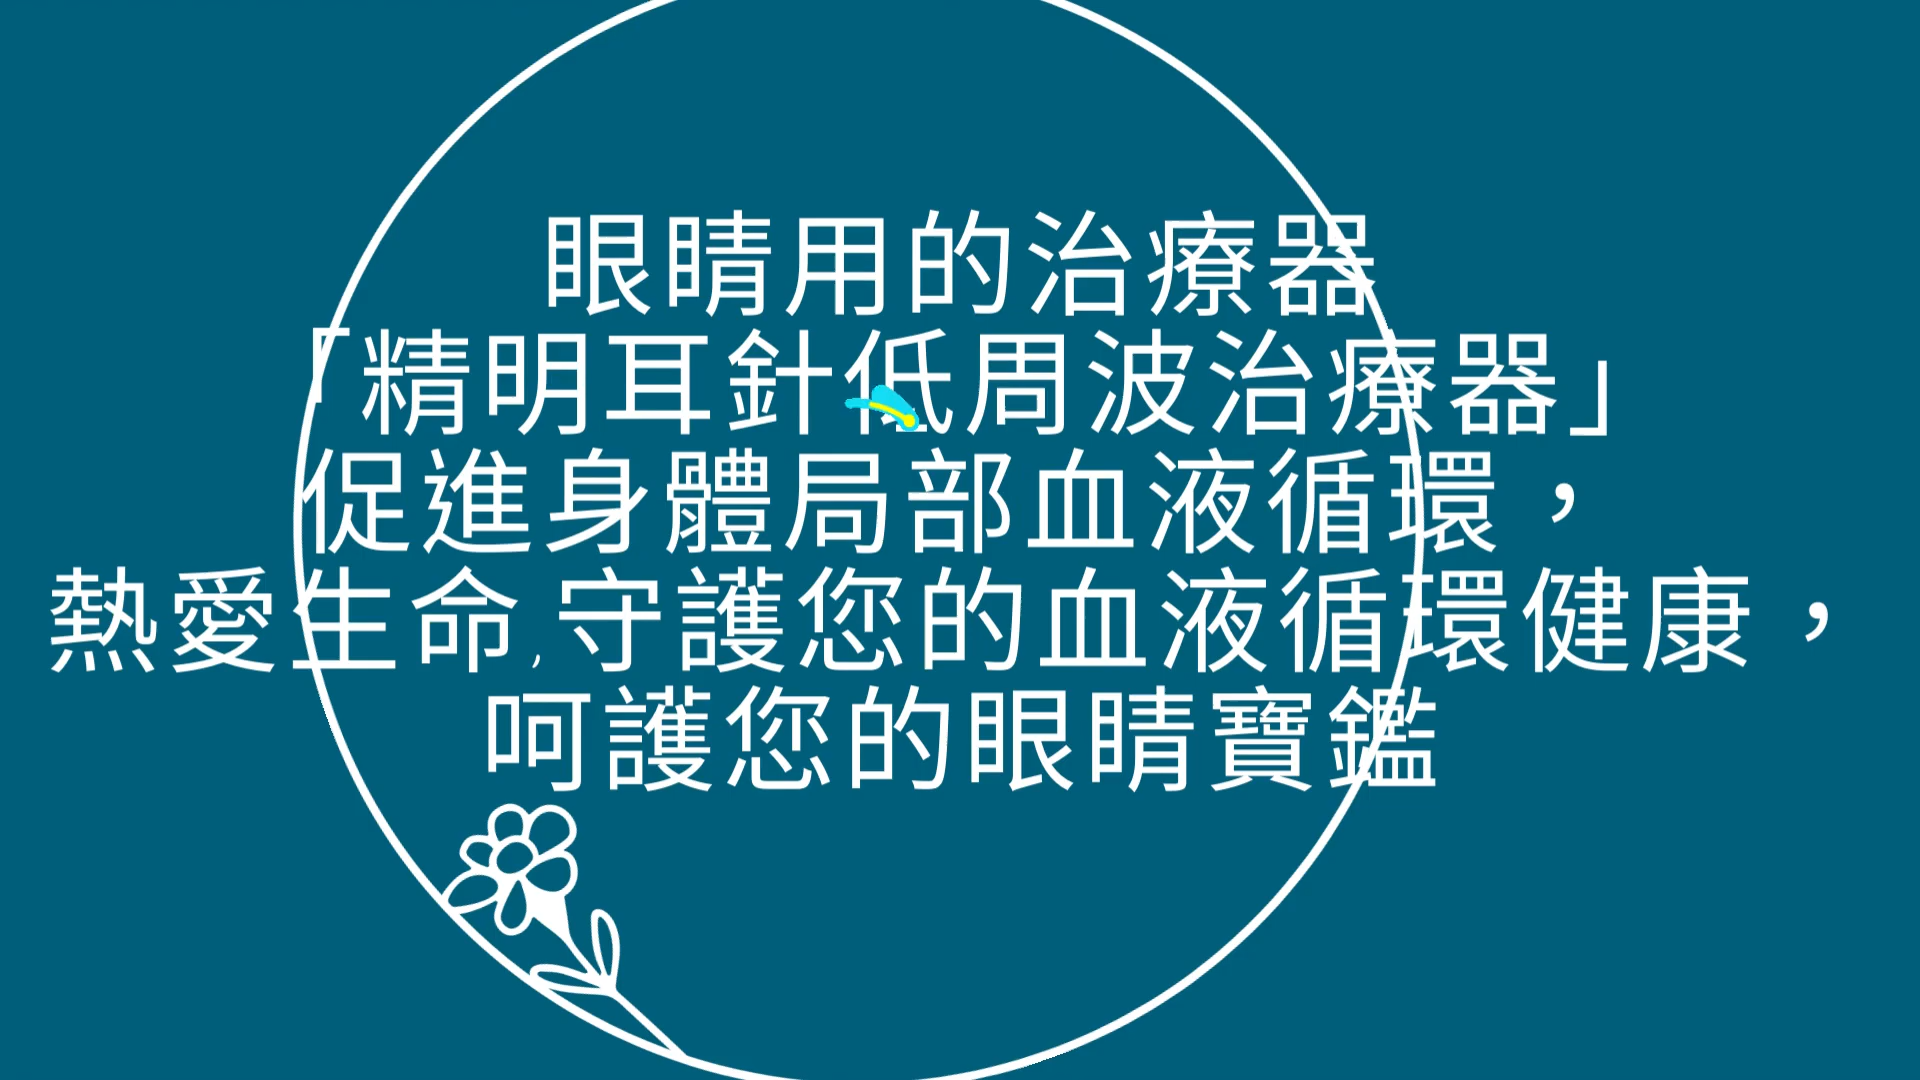 眼睛用的治療器
「精明耳針低周波治療器」
促進身體局部血液循環，
熱愛生命,守護您的血液循環健康，
呵護您的眼睛寶鑑